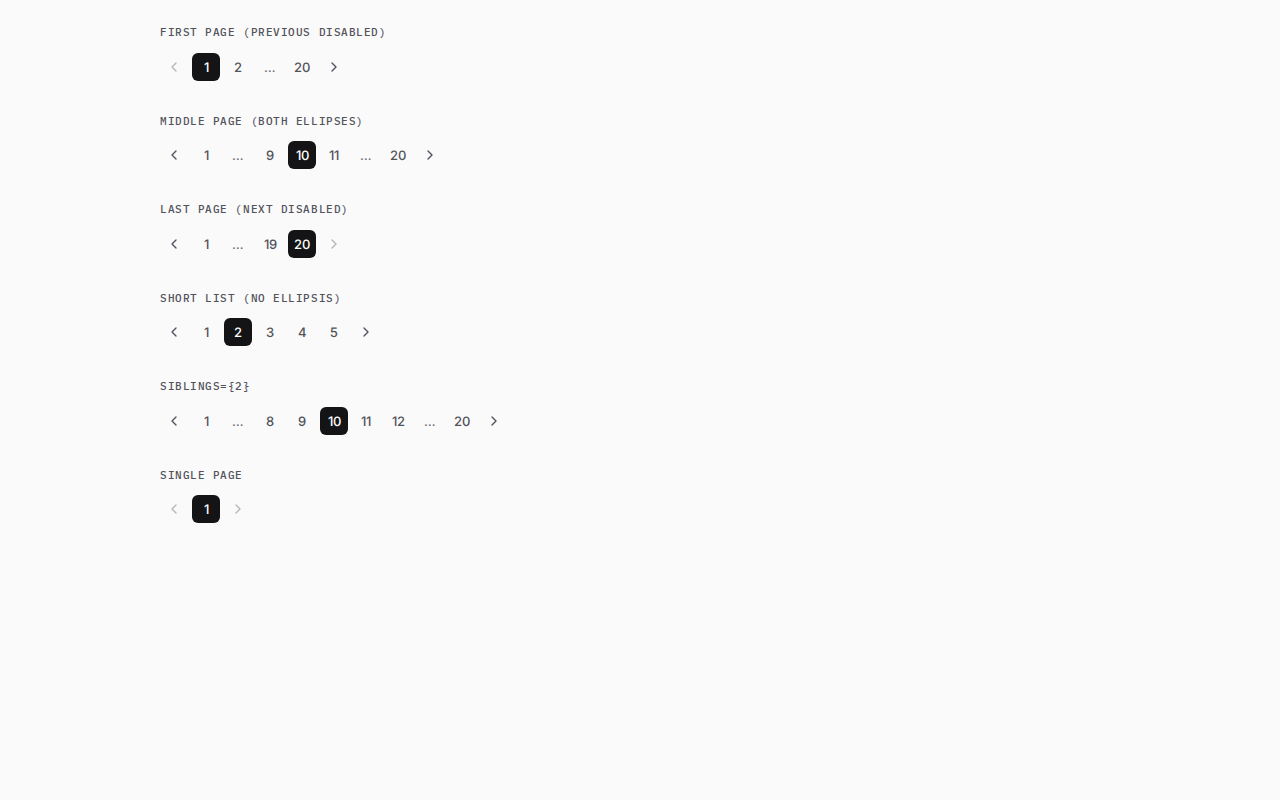 FIRST PAGE (PREVIOUS DISABLED)
1 2 ... 20
MIDDLE PAGE (BOTH ELLIPSES)
1 ... 9 10 11 ... 20
LAST PAGE (NEXT DISABLED)
1 ... 19 20
SHORT LIST (NO ELLIPSIS)
1 2 3 4 5
SIBLINGS={2}
1 ... 8 9 10 11 12 ... 20
SINGLE PAGE
1